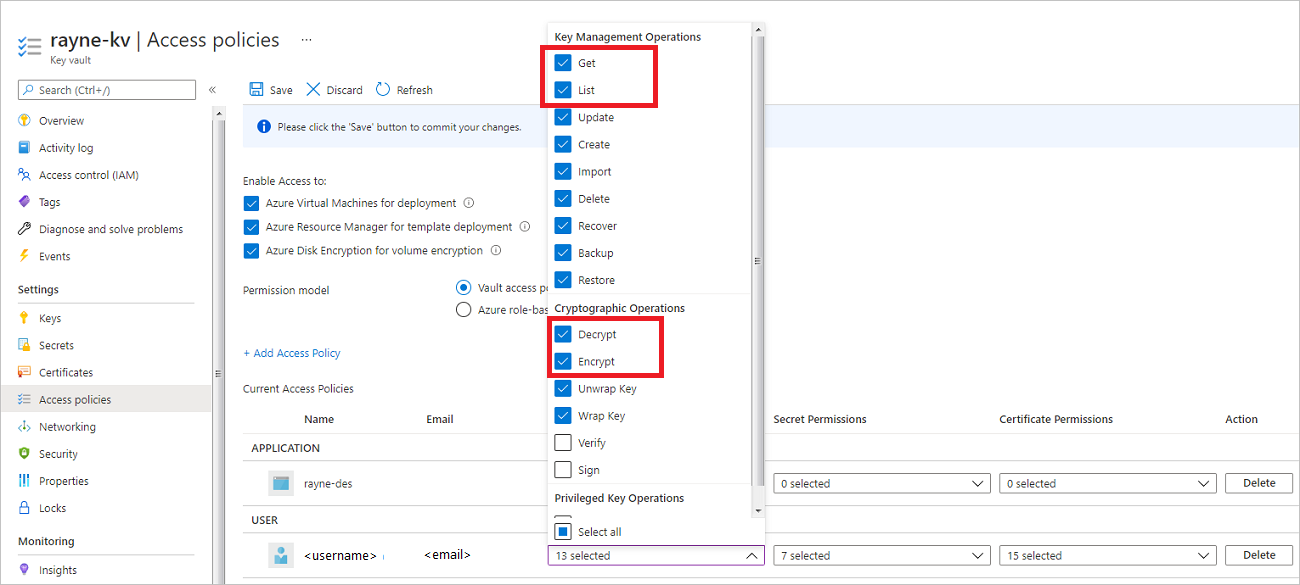 rayne-kv | Access policies ...
Key vault
Search (Ctrl+/)
«
Overview
Activity log
Access control (IAM)
Tags
Diagnose and solve problems
Events
Settings
Keys
Secrets
Certificates
Access policies
Networking
Security
Properties
Locks
Monitoring
Insights
Save Discard Refresh
Please click the 'Save' button to commit your changes.
Enable Access to:
Azure Virtual Machines for deployment
Azure Resource Manager for template deployment
Azure Disk Encryption for volume encryption
Permission model
Vault access po
Azure role-bas
+ Add Access Policy
Current Access Policies
Key Management Operations
Get
List
Update
Create
Import
Delete
Recover
Backup
Restore
Cryptographic Operations
Decrypt
Encrypt
Unwrap Key
Wrap Key
Verify
Sign
Privileged Key Operations
Select all
Name Email Secret Permissions Certificate Permissions Action
APPLICATION
rayne-des 0 selected 0 selected Delete
USER
<username> <email> 13 selected 7 selected 15 selected Delete